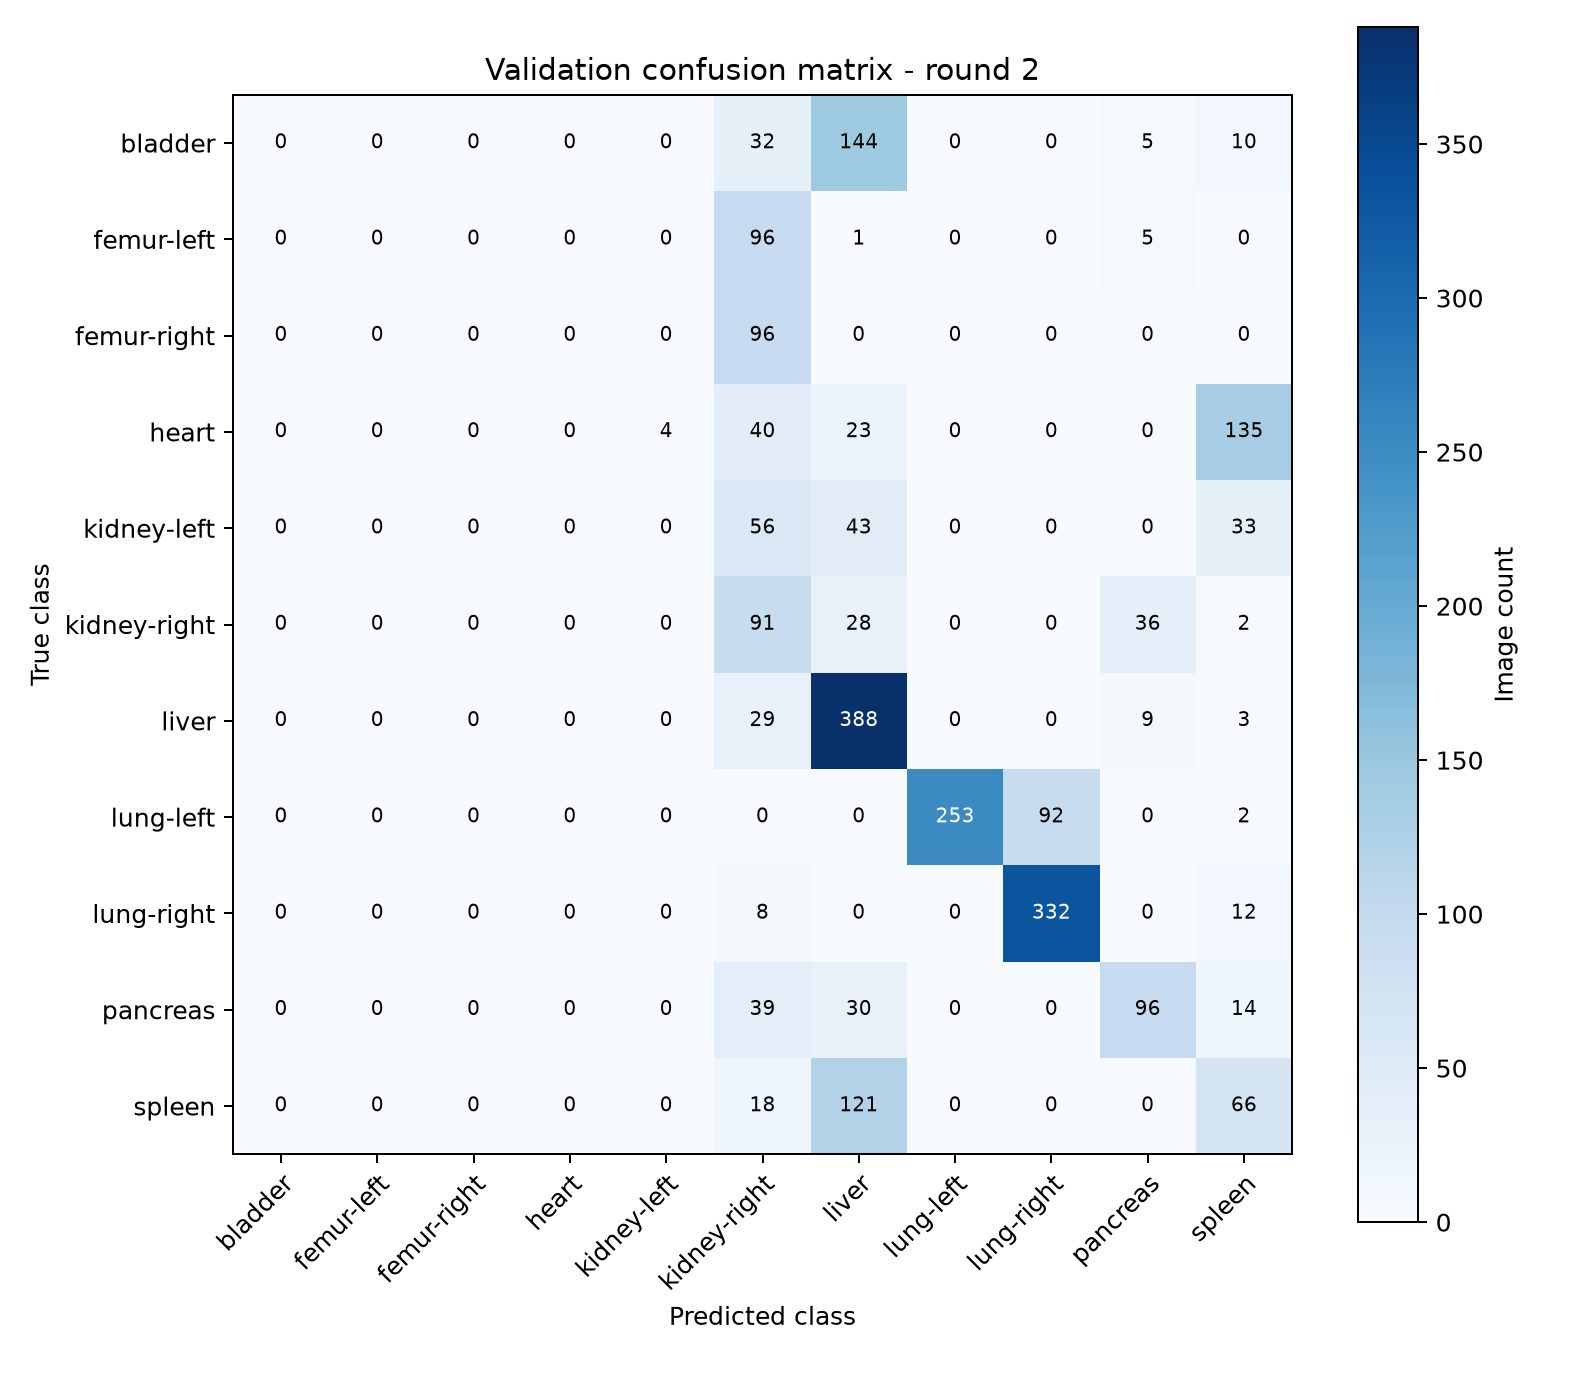 Validation confusion matrix - round 2
True class
bladder 0 0 0 0 0 32 144 0 0 5 10
femur-left 0 0 0 0 0 96 1 0 0 5 0
femur-right 0 0 0 0 0 96 0 0 0 0 0
heart 0 0 0 0 4 40 23 0 0 0 135
kidney-left 0 0 0 0 0 56 43 0 0 0 33
kidney-right 0 0 0 0 0 91 28 0 0 36 2
liver 0 0 0 0 0 29 388 0 0 9 3
lung-left 0 0 0 0 0 0 0 253 92 0 2
lung-right 0 0 0 0 0 8 0 0 332 0 12
pancreas 0 0 0 0 0 39 30 0 0 96 14
spleen 0 0 0 0 0 18 121 0 0 0 66
bladder femur-left femur-right heart kidney-left kidney-right liver lung-left lung-right pancreas spleen
Predicted class
350
300
250
200
150
100
50
0
Image count